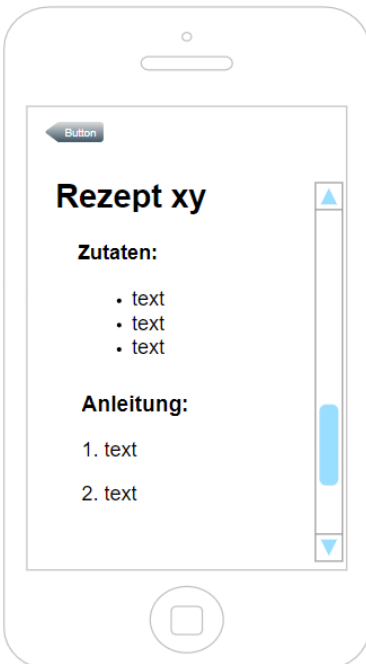 Button
Rezept xy
Zutaten:
• text
• text
• text
Anleitung:
1. text
2. text